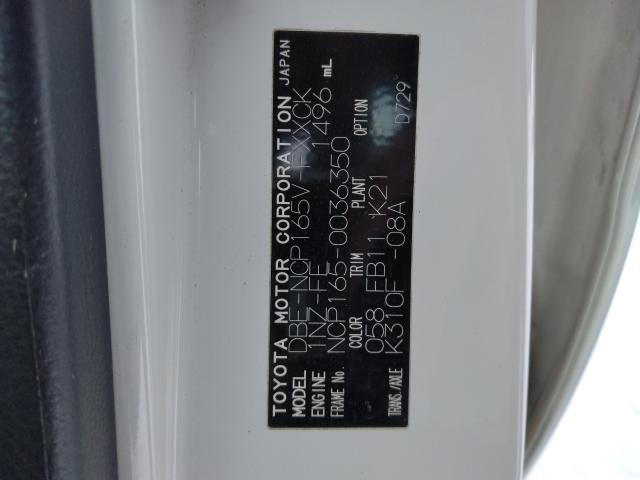 TOYOTA MOTOR CORPORATION JAPAN
MODEL DBE-NCP165V-EXXCK
ENGINE 1NZ-FE 1496 mL
FRAME No. NCP165-0036350
COLOR TRIM PLANT OPTION
058 FB11 K21
TRANS./AXLE K310F -08A D729